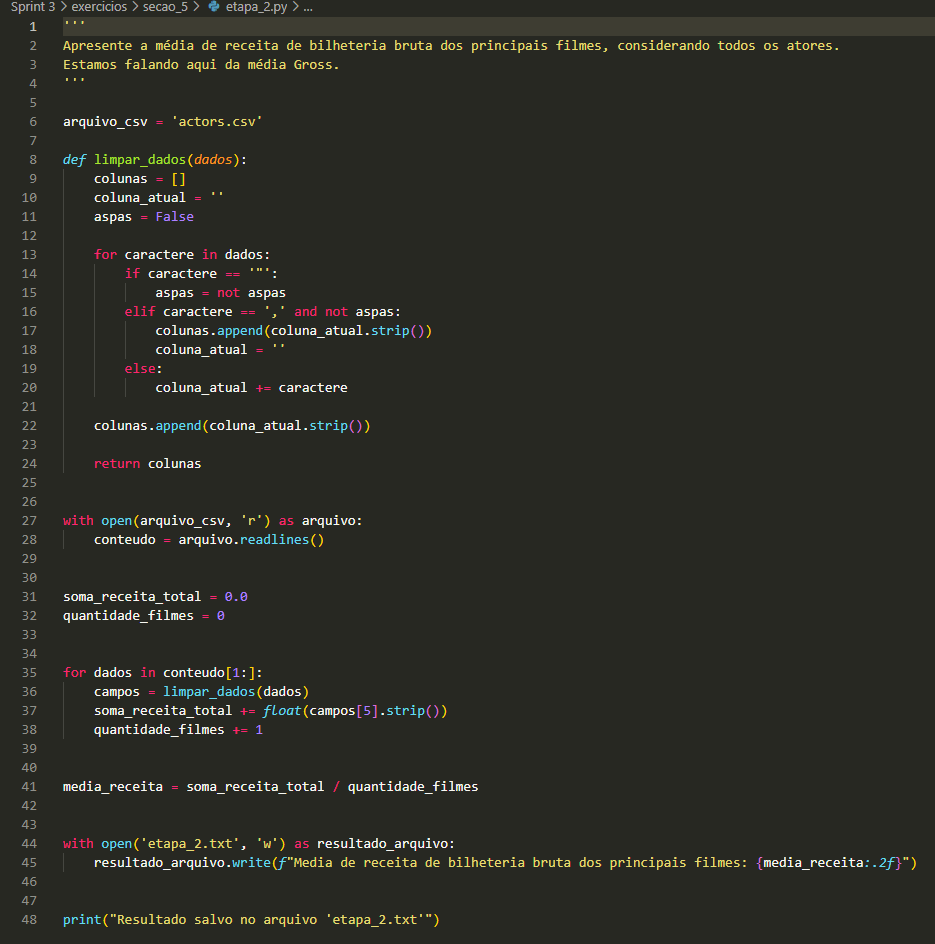 Sprint 3 > exercicios > secao_5 > etapa_2.py > ...
1 '''
2 Apresente a média de receita de bilheteria bruta dos principais filmes, considerando todos os atores.
3 Estamos falando aqui da média Gross.
4 '''
5
6 arquivo_csv = 'actors.csv'
7
8 def limpar_dados(dados):
9     colunas = []
10     coluna_atual = ''
11     aspas = False
12
13     for caractere in dados:
14         if caractere == '"':
15             aspas = not aspas
16         elif caractere == ',' and not aspas:
17             colunas.append(coluna_atual.strip())
18             coluna_atual = ''
19         else:
20             coluna_atual += caractere
21
22     colunas.append(coluna_atual.strip())
23
24     return colunas
25
26
27 with open(arquivo_csv, 'r') as arquivo:
28     conteudo = arquivo.readlines()
29
30
31 soma_receita_total = 0.0
32 quantidade_filmes = 0
33
34
35 for dados in conteudo[1:]:
36     campos = limpar_dados(dados)
37     soma_receita_total += float(campos[5].strip())
38     quantidade_filmes += 1
39
40
41 media_receita = soma_receita_total / quantidade_filmes
42
43
44 with open('etapa_2.txt', 'w') as resultado_arquivo:
45     resultado_arquivo.write(f"Media de receita de bilheteria bruta dos principais filmes: {media_receita:.2f}")
46
47
48 print("Resultado salvo no arquivo 'etapa_2.txt'")